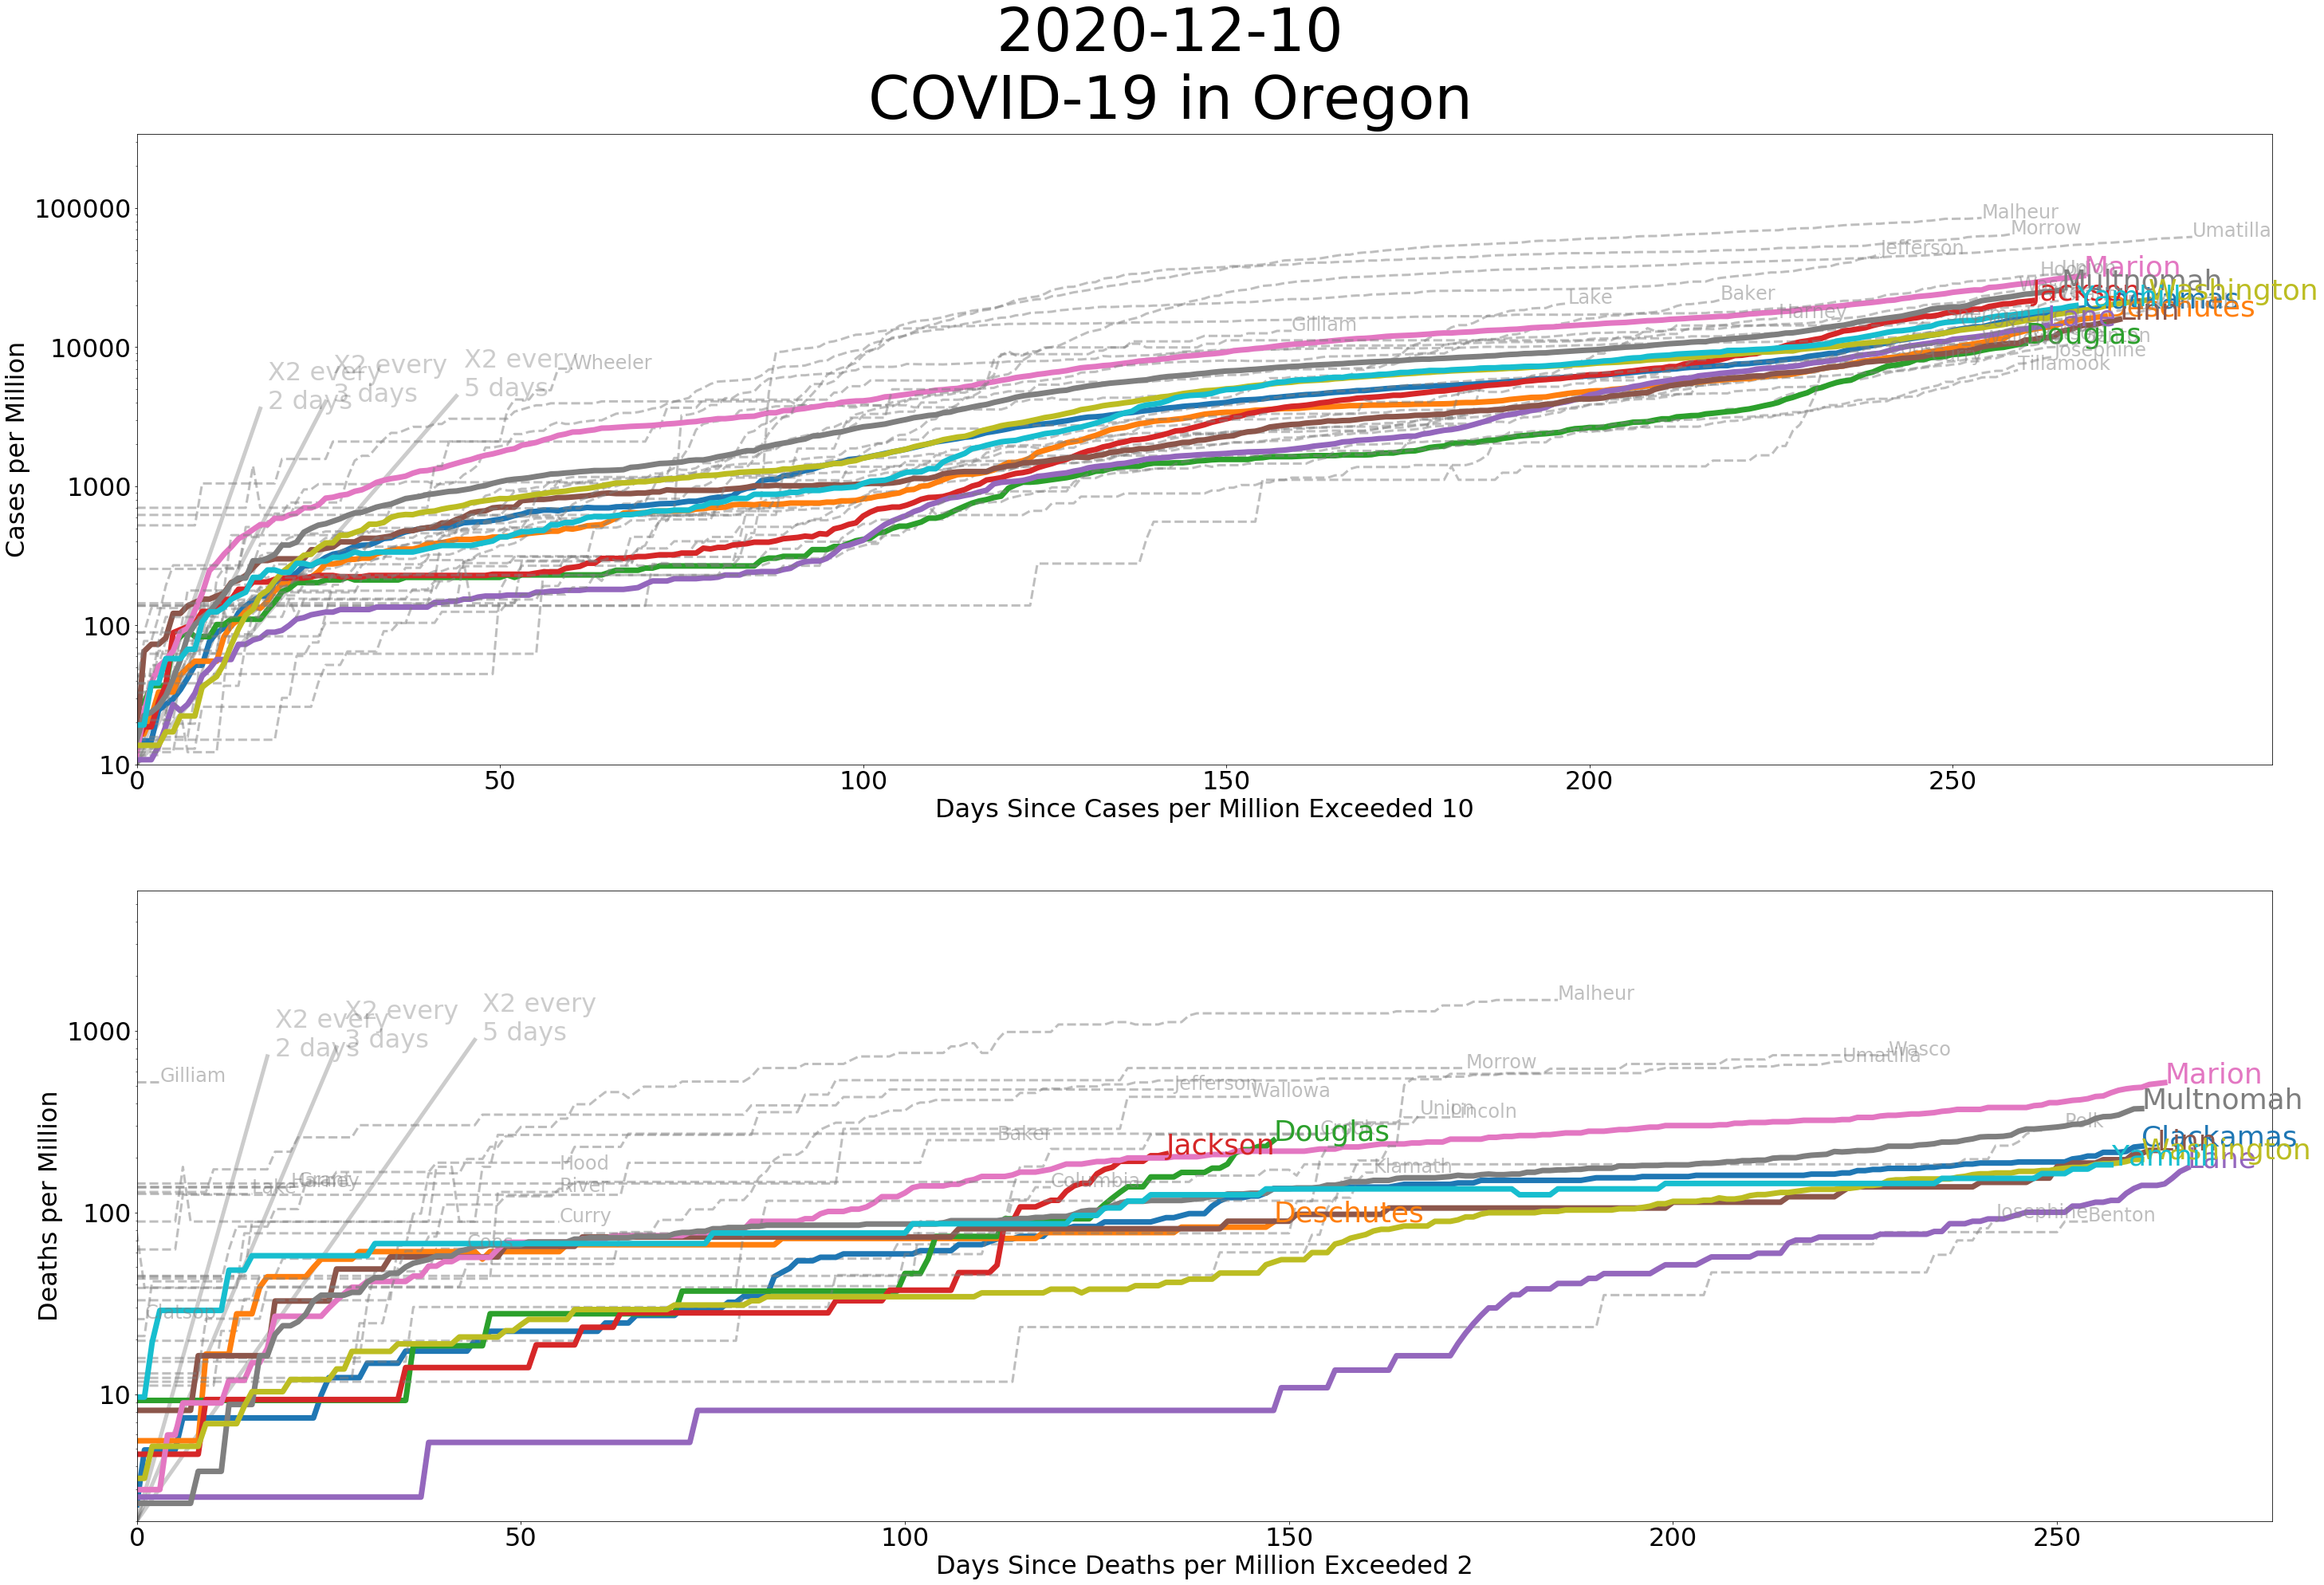 2020-12-10
COVID-19 in Oregon
100000
10000
1000
100
10
Cases per Million
X2 every
2 days
X2 every
3 days
X2 every
5 days
Wheeler
Gilliam
Lake
Baker
Harney
Jefferson
Malheur
Morrow
Umatilla
Marion
Multnomah
Jackson
Washington
Deschutes
Lane
Linn
Douglas
Josephine
Tillamook
0
50
100
150
200
250
Days Since Cases per Million Exceeded 10
1000
100
10
Deaths per Million
X2 every
2 days
X2 every
3 days
X2 every
5 days
Gilliam
Malheur
Wasco
Umatilla
Morrow
Jefferson
Wallowa
Union
Lincoln
Marion
Multnomah
Polk
Clackamas
Linn
Washington
Yamhill
Lane
Douglas
Jackson
Baker
Hood
River
Klamath
Columbia
Lake
Curry
Deschutes
Josephine
Benton
Coos
Clatsop
0
50
100
150
200
250
Days Since Deaths per Million Exceeded 2